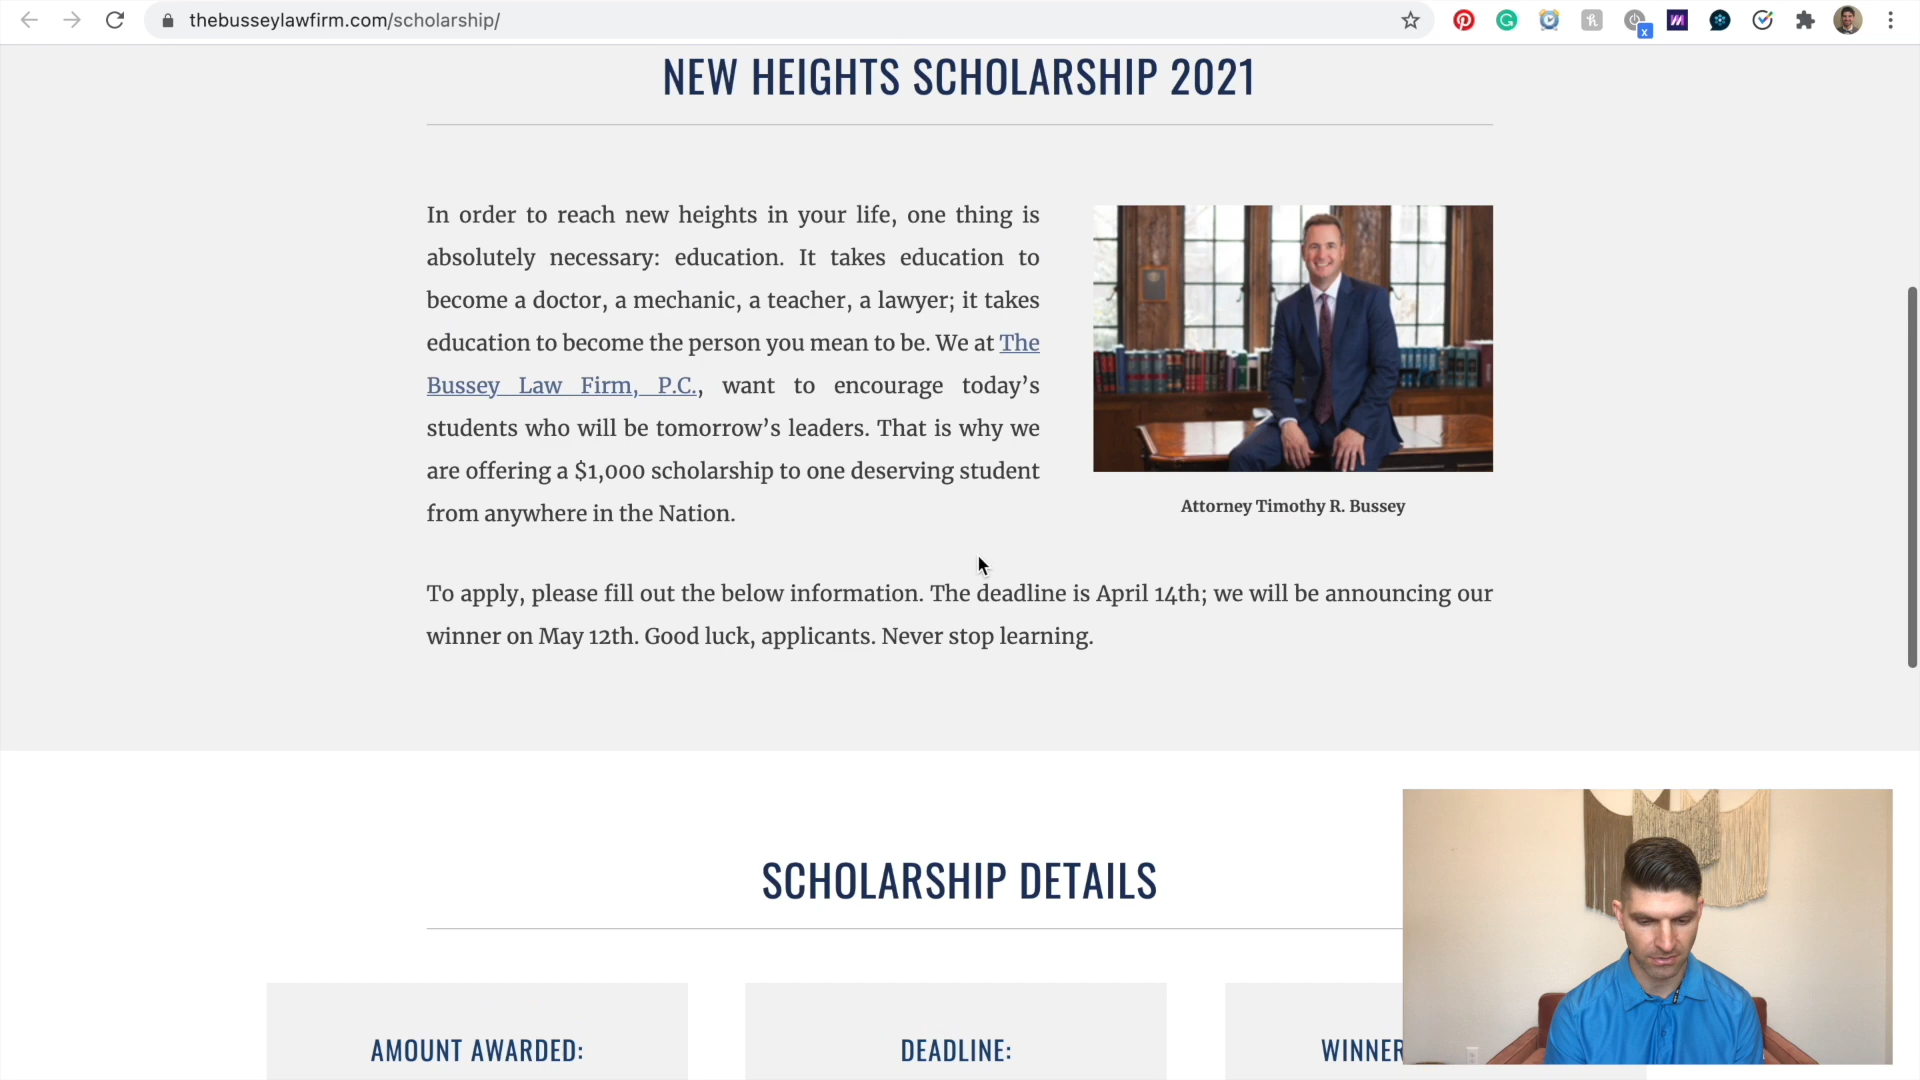 thebusseylawfirm.com/scholarship/
NEW HEIGHTS SCHOLARSHIP 2021
In order to reach new heights in your life, one thing is
absolutely necessary: education. It takes education to
become a doctor, a mechanic, a teacher, a lawyer; it takes
education to become the person you mean to be. We at The
Bussey Law Firm, P.C., want to encourage today’s
students who will be tomorrow’s leaders. That is why we
are offering a $1,000 scholarship to one deserving student
from anywhere in the Nation.
Attorney Timothy R. Bussey
To apply, please fill out the below information. The deadline is April 14th; we will be announcing our
winner on May 12th. Good luck, applicants. Never stop learning.
SCHOLARSHIP DETAILS
AMOUNT AWARDED:
DEADLINE:
WINNER